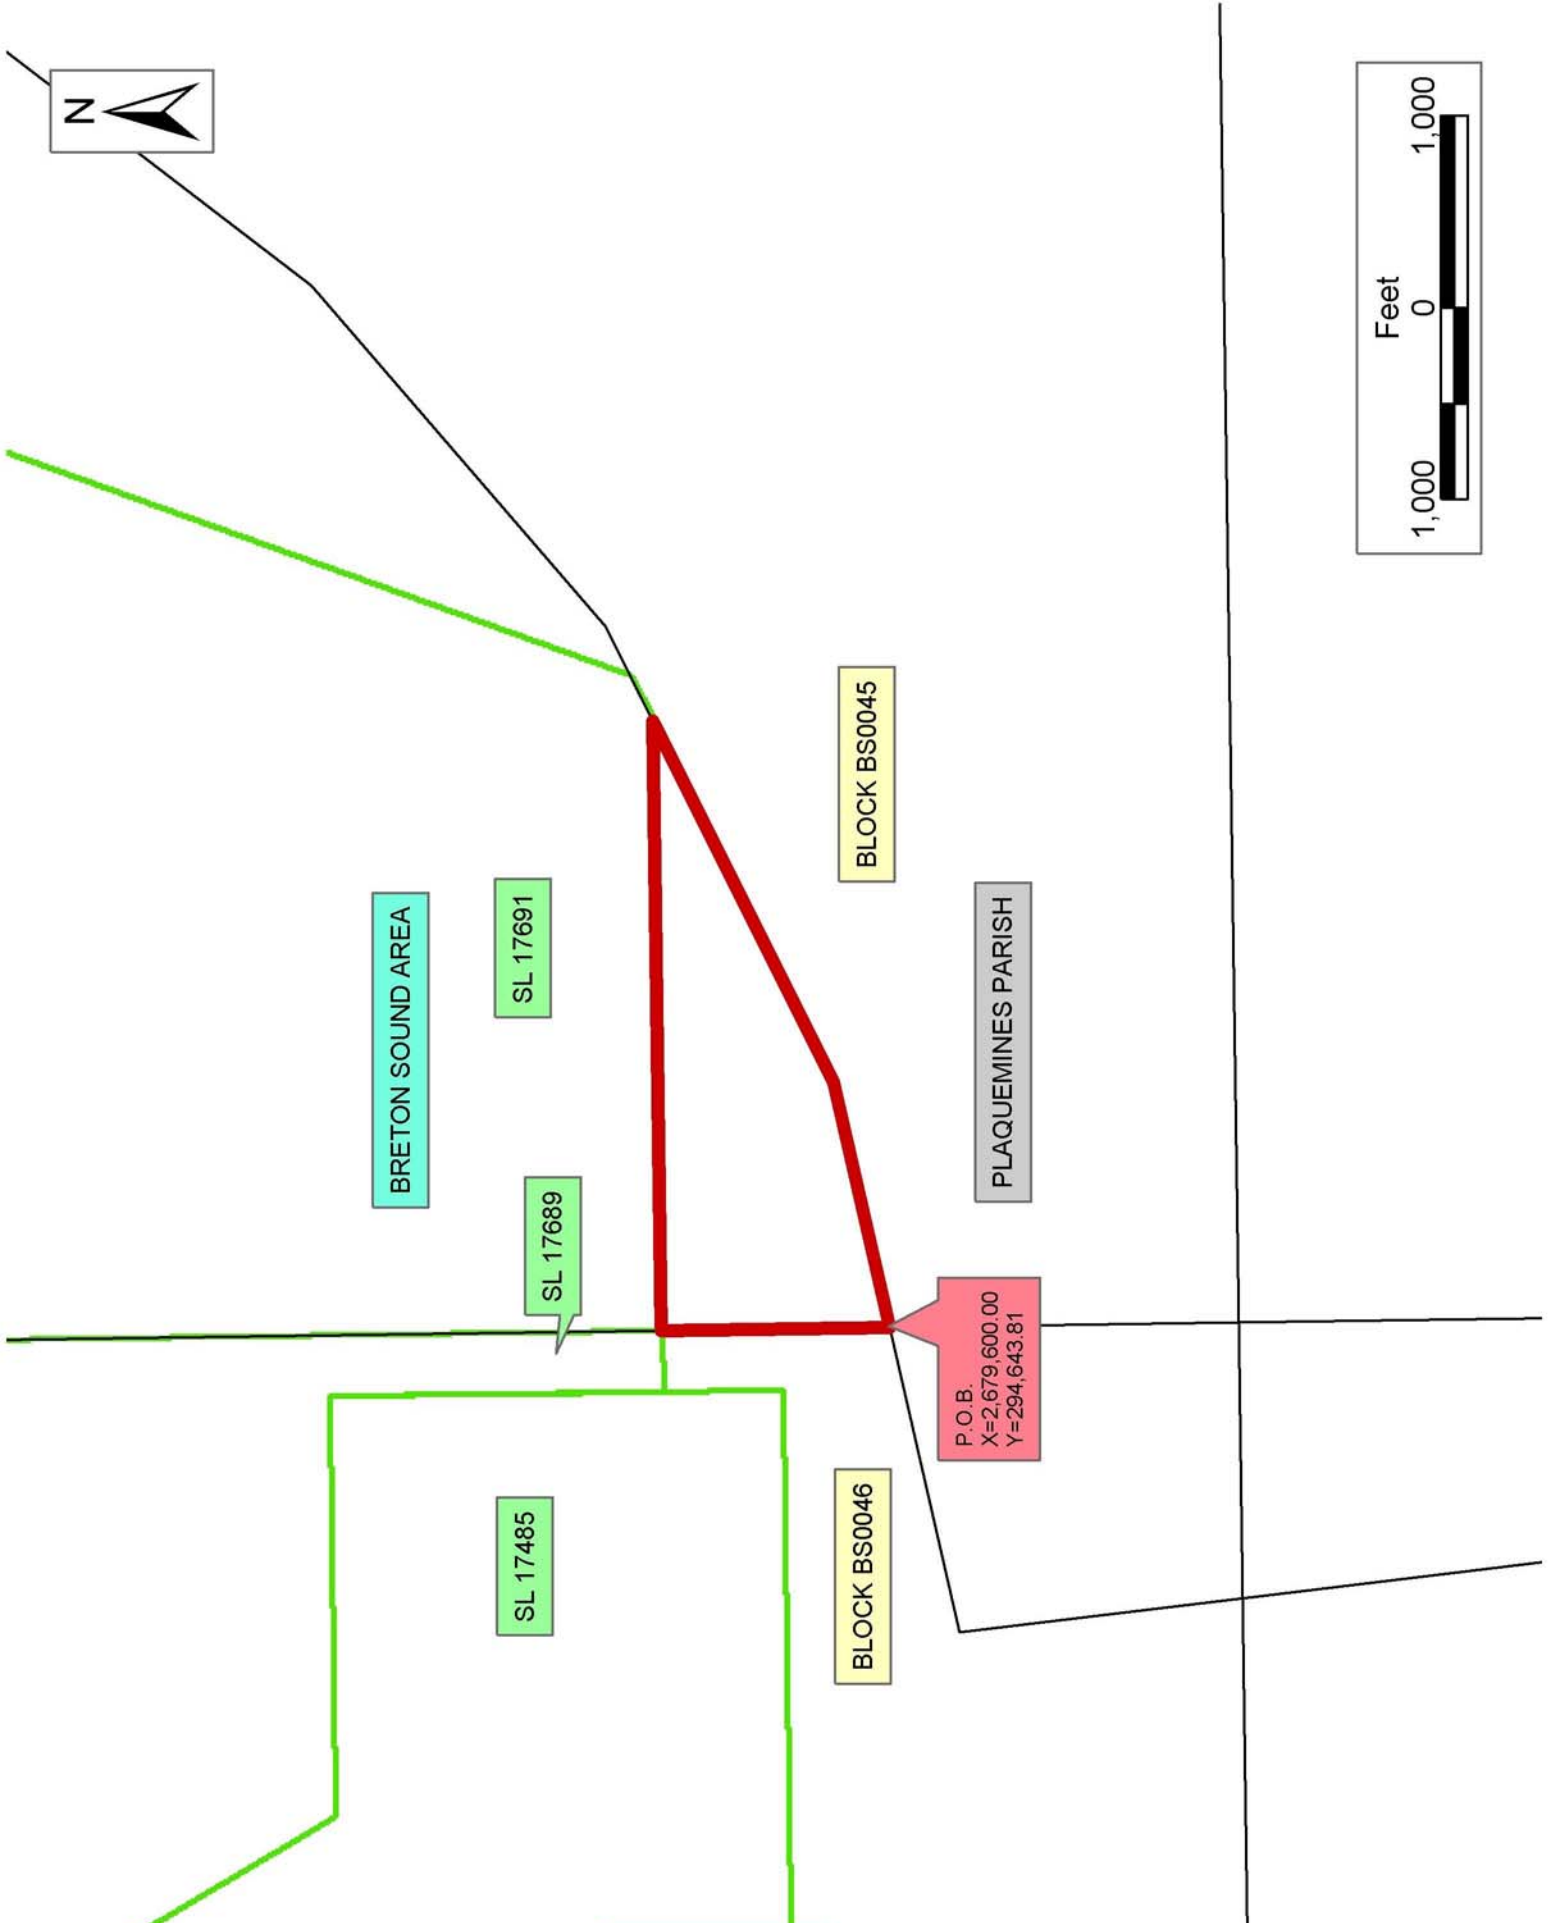 N
BRETON SOUND AREA
SL 17485
SL 17689
SL 17691
BLOCK BS0046
BLOCK BS0045
P.O.B.
X=2,679,600.00
Y=294,643.81
PLAQUEMINES PARISH
Feet
1,000 0 1,000